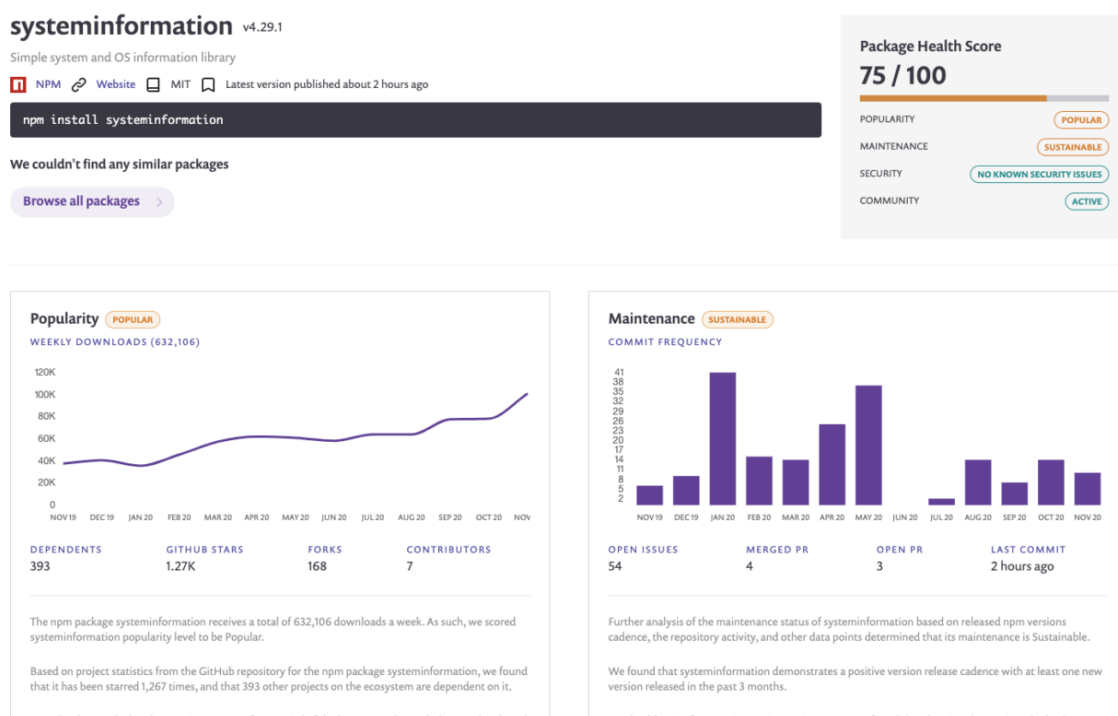 systeminformation v4.29.1
Simple system and OS information library
NPM Website MIT Latest version published about 2 hours ago
npm install systeminformation
We couldn't find any similar packages
Browse all packages
Package Health Score
75 / 100
POPULARITY POPULAR
MAINTENANCE SUSTAINABLE
SECURITY NO KNOWN SECURITY ISSUES
COMMUNITY ACTIVE
Popularity POPULAR
WEEKLY DOWNLOADS (632,106)
120K
100K
80K
60K
40K
20K
0
NOV 19 DEC 19 JAN 20 FEB 20 MAR 20 APR 20 MAY 20 JUN 20 JUL 20 AUG 20 SEP 20 OCT 20 NOV
DEPENDENTS GITHUB STARS FORKS CONTRIBUTORS
393 1.27K 168 7
The npm package systeminformation receives a total of 632,106 downloads a week. As such, we scored
systeminformation popularity level to be Popular.
Based on project statistics from the GitHub repository for the npm package systeminformation, we found
that it has been starred 1,267 times, and that 393 other projects on the ecosystem are dependent on it.
Maintenance SUSTAINABLE
COMMIT FREQUENCY
41
38
35
32
29
26
23
20
17
14
11
8
5
2
NOV 19 DEC 19 JAN 20 FEB 20 MAR 20 APR 20 MAY 20 JUN 20 JUL 20 AUG 20 SEP 20 OCT 20 NOV 20
OPEN ISSUES MERGED PR OPEN PR LAST COMMIT
54 4 3 2 hours ago
Further analysis of the maintenance status of systeminformation based on released npm versions
cadence, the repository activity, and other data points determined that its maintenance is Sustainable.
We found that systeminformation demonstrates a positive version release cadence with at least one new
version released in the past 3 months.